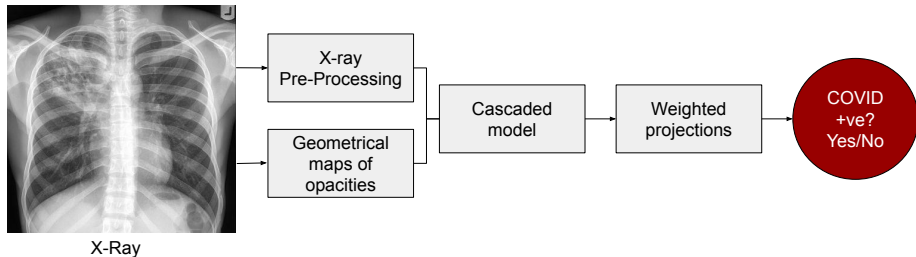 X-ray
Pre-Processing
Geometrical
maps of
opacities
Cascaded
model
Weighted
projections
COVID
+ve?
Yes/No
X-Ray